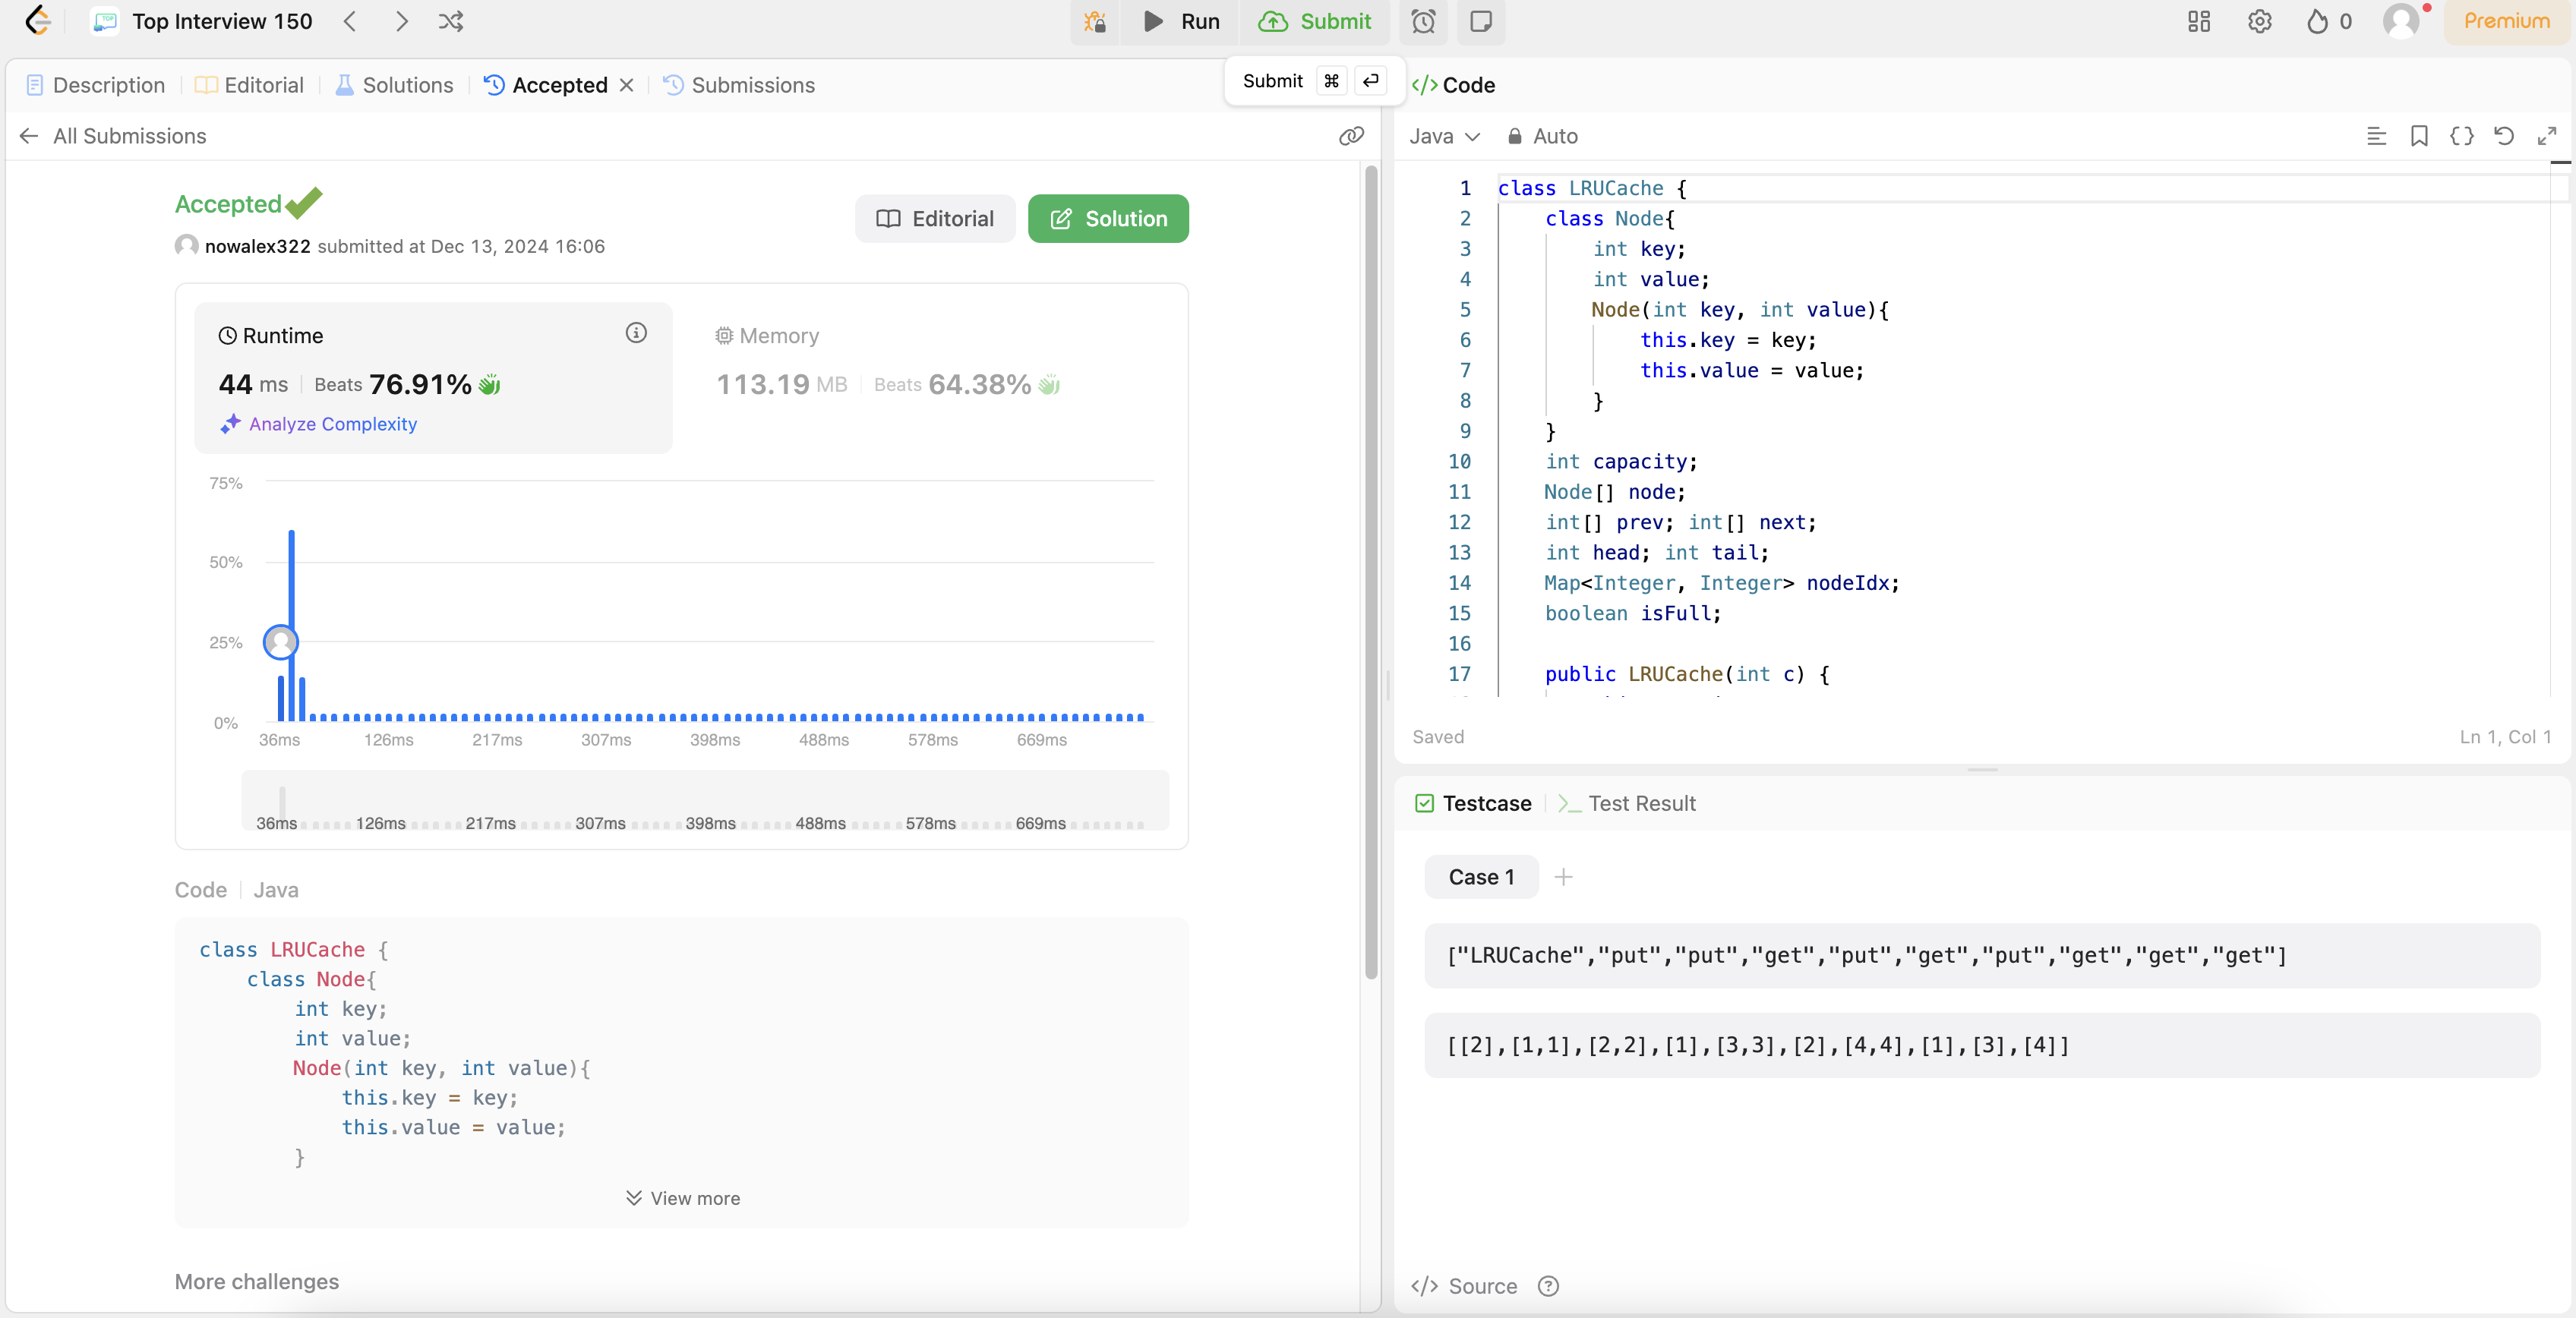 Top Interview 150
Run
Submit
0
Premium
Description
Editorial
Solutions
Accepted
Submissions
Submit ⌘ ↵
All Submissions
Accepted
Editorial
Solution
nowalex322 submitted at Dec 13, 2024 16:06
Runtime
44 ms | Beats 76.91%
Analyze Complexity
Memory
113.19 MB | Beats 64.38%
75%
50%
25%
0%
36ms 126ms 217ms 307ms 398ms 488ms 578ms 669ms
36ms 126ms 217ms 307ms 398ms 488ms 578ms 669ms
Code | Java
class LRUCache {
    class Node{
        int key;
        int value;
        Node(int key, int value){
            this.key = key;
            this.value = value;
        }
View more
More challenges
</> Code
Java
Auto
1 class LRUCache {
2     class Node{
3         int key;
4         int value;
5         Node(int key, int value){
6             this.key = key;
7             this.value = value;
8         }
9     }
10     int capacity;
11     Node[] node;
12     int[] prev; int[] next;
13     int head; int tail;
14     Map<Integer, Integer> nodeIdx;
15     boolean isFull;
16
17     public LRUCache(int c) {
Saved
Ln 1, Col 1
Testcase
Test Result
Case 1
["LRUCache","put","put","get","put","get","put","get","get","get"]
[[2],[1,1],[2,2],[1],[3,3],[2],[4,4],[1],[3],[4]]
</> Source